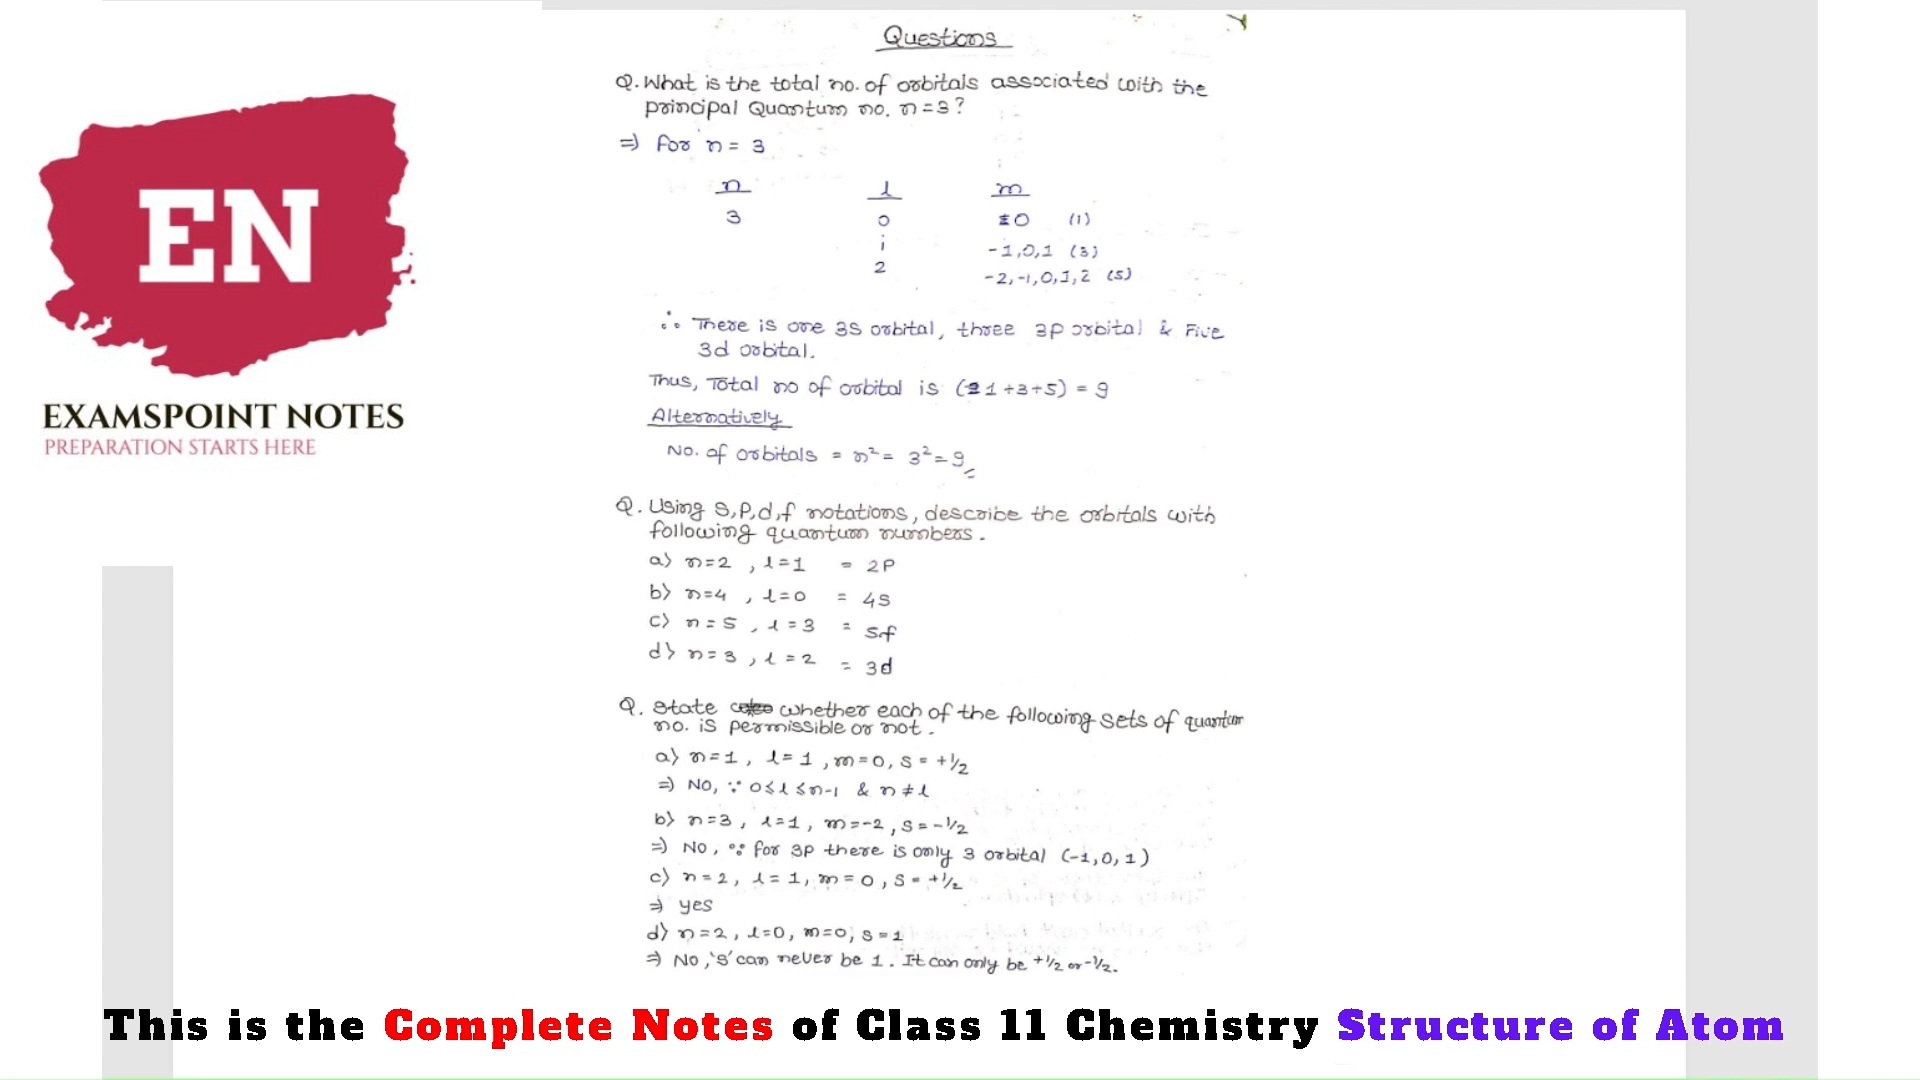 EN
EXAMSPOINT NOTES
PREPARATION STARTS HERE
Questions
Q. What is the total no. of orbitals associated with the
principal Quantum no. n=3?
=) For n = 3
n l m
3 0 0 (1)
1 -1,0,1 (3)
2 -2,-1,0,1,2 (5)
∴ There is one 3S orbital, three 3p orbital & Five
3d orbital.
Thus, Total no of orbital is (1+3+5) = 9
Alternatively
No. of orbitals = n² = 3² = 9
Q. Using S,P,d,f notations, describe the orbitals with
following quantum numbers.
a) n=2 , l=1 = 2P
b) n=4 , l=0 = 4S
c) n=5 , l=3 = 5f
d) n=3 , l=2 = 3d
Q. State whether each of the following sets of quantum
no. is permissible or not.
a) n=1, l=1, m=0, S=+1/2
=) No, ∵ 0≤l≤n-1 & n≠l
b) n=3, l=1, m=-2, S=-1/2
=) No, ∵ for 3p there is only 3 orbital (-1,0,1)
c) n=2, l=1, m=0, S=+1/2
=) yes
d) n=2, l=0, m=0, S=1
=) No, 'S' can never be 1. It can only be +1/2 or -1/2.
This is the Complete Notes of Class 11 Chemistry Structure of Atom